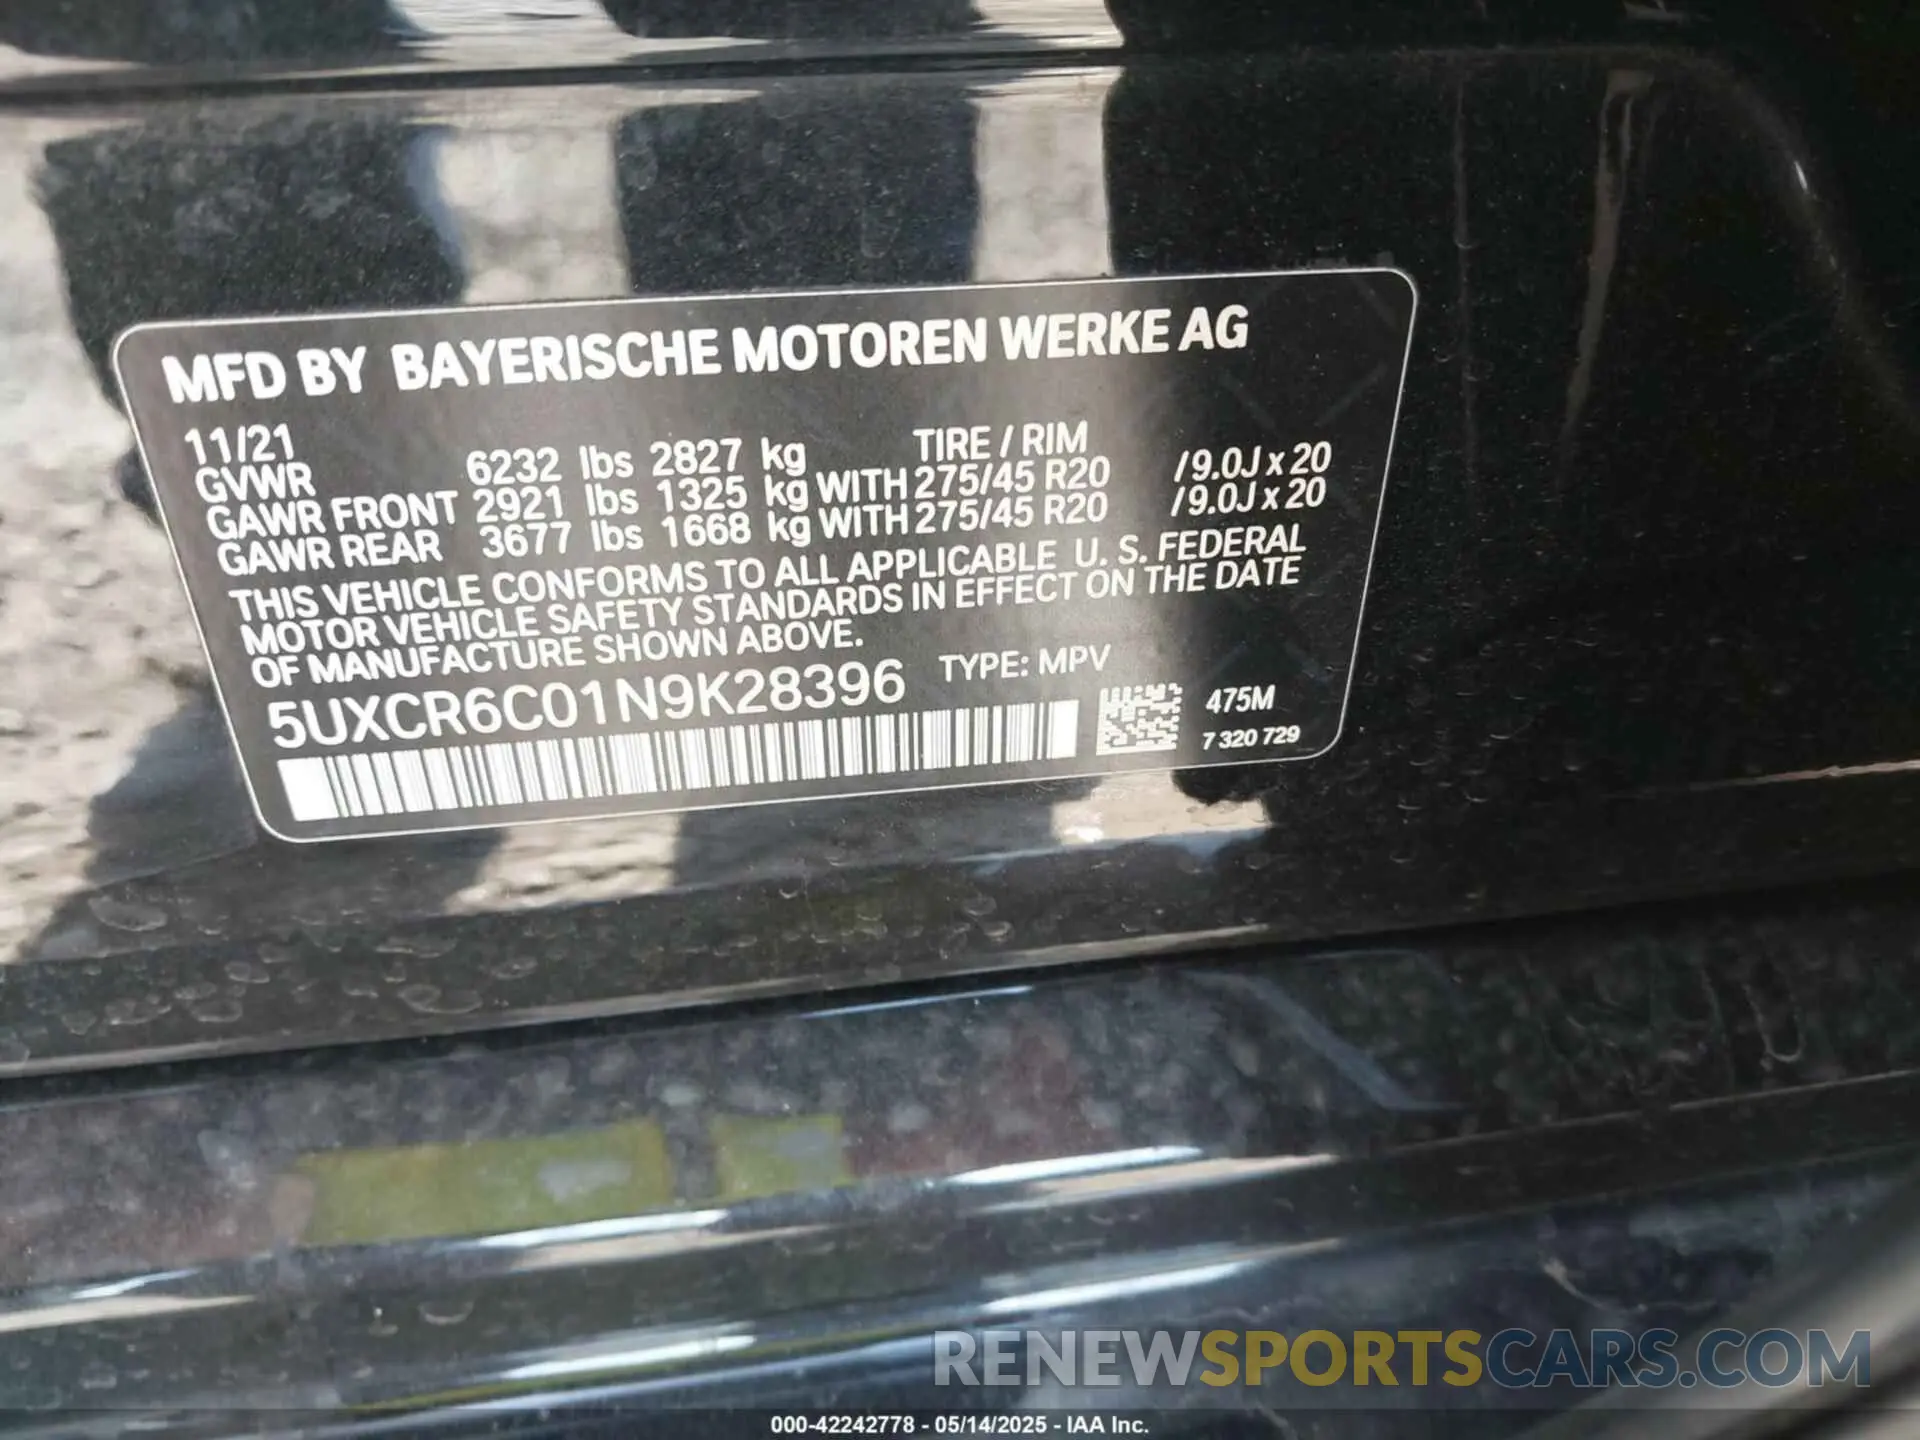 MFD BY BAYERISCHE MOTOREN WERKE AG
11/21 TIRE / RIM
GVWR 6232 lbs 2827 kg
GAWR FRONT 2921 lbs 1325 kg WITH 275/45 R20 /9.0J x 20
GAWR REAR 3677 lbs 1668 kg WITH 275/45 R20 /9.0J x 20
THIS VEHICLE CONFORMS TO ALL APPLICABLE U. S. FEDERAL
MOTOR VEHICLE SAFETY STANDARDS IN EFFECT ON THE DATE
OF MANUFACTURE SHOWN ABOVE.
5UXCR6C01N9K28396 TYPE: MPV
475M
7 320 729
RENEWSPORTSCARS.COM
000-42242778 - 05/14/2025 - IAA Inc.